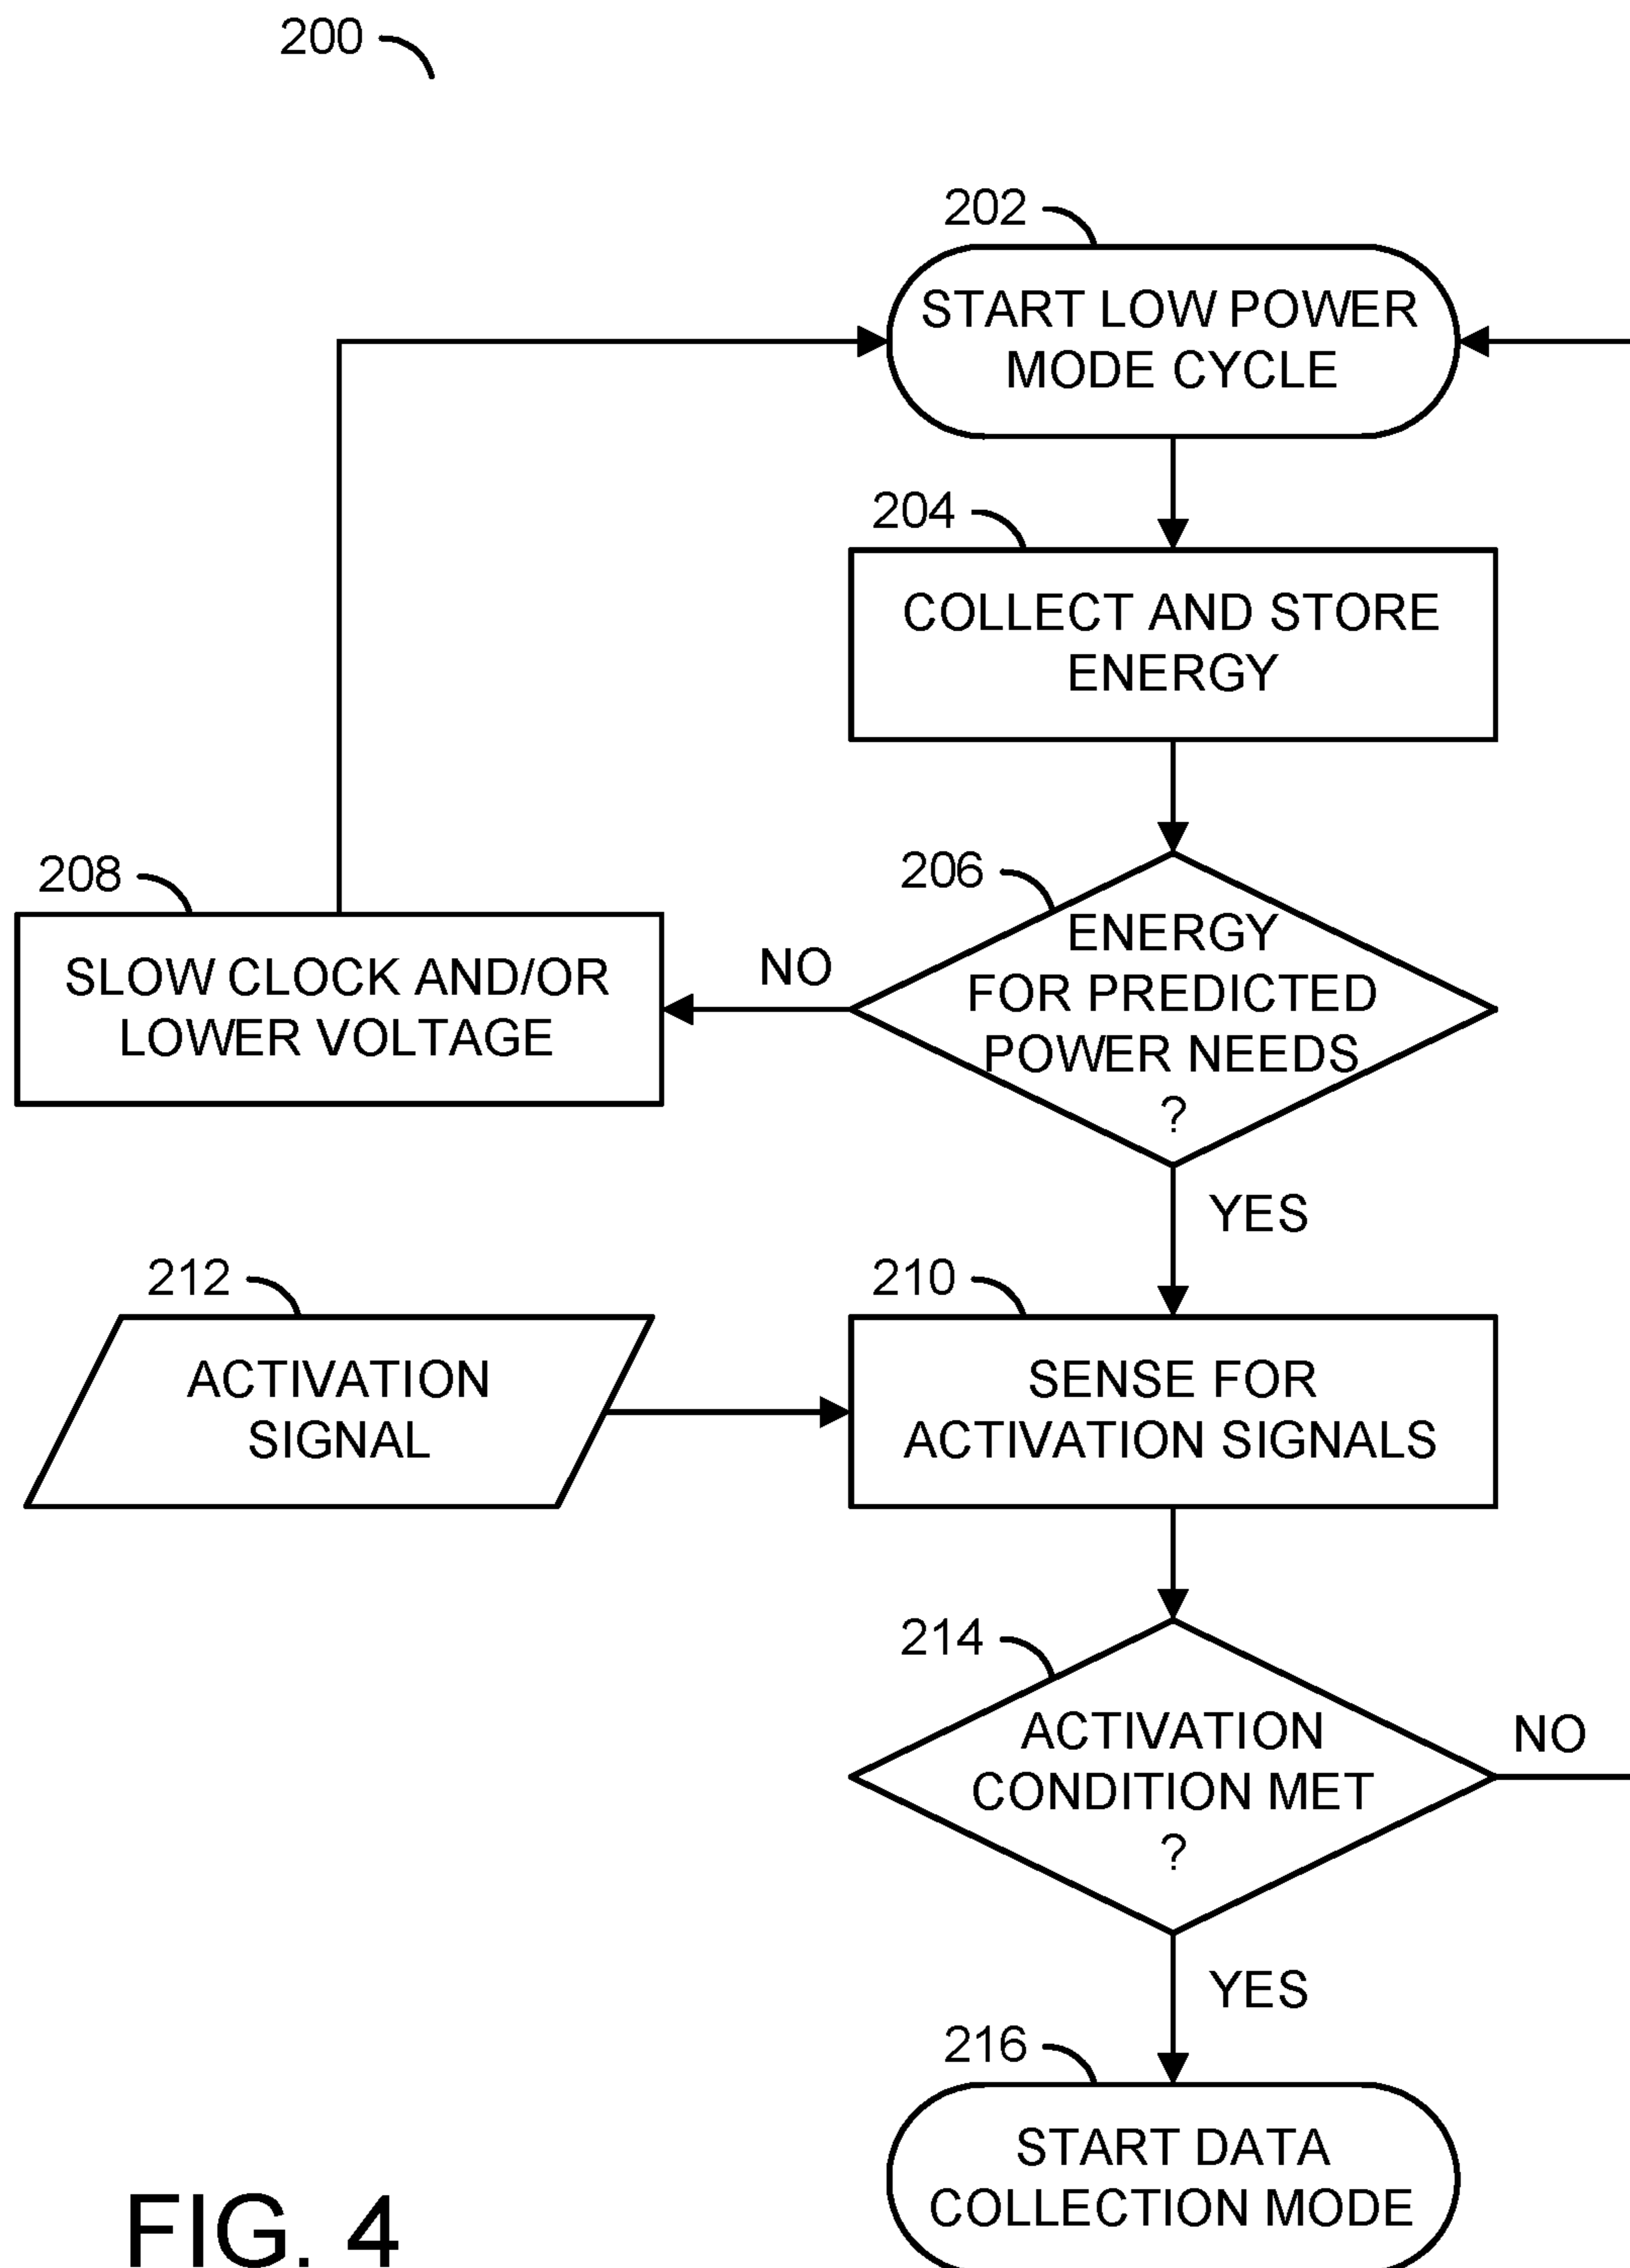 200
202
START LOW POWER
MODE CYCLE
204
COLLECT AND STORE
ENERGY
206
ENERGY
FOR PREDICTED
POWER NEEDS
?
NO
208
SLOW CLOCK AND/OR
LOWER VOLTAGE
YES
212
ACTIVATION
SIGNAL
210
SENSE FOR
ACTIVATION SIGNALS
214
ACTIVATION
CONDITION MET
?
NO
YES
216
START DATA
COLLECTION MODE
FIG. 4